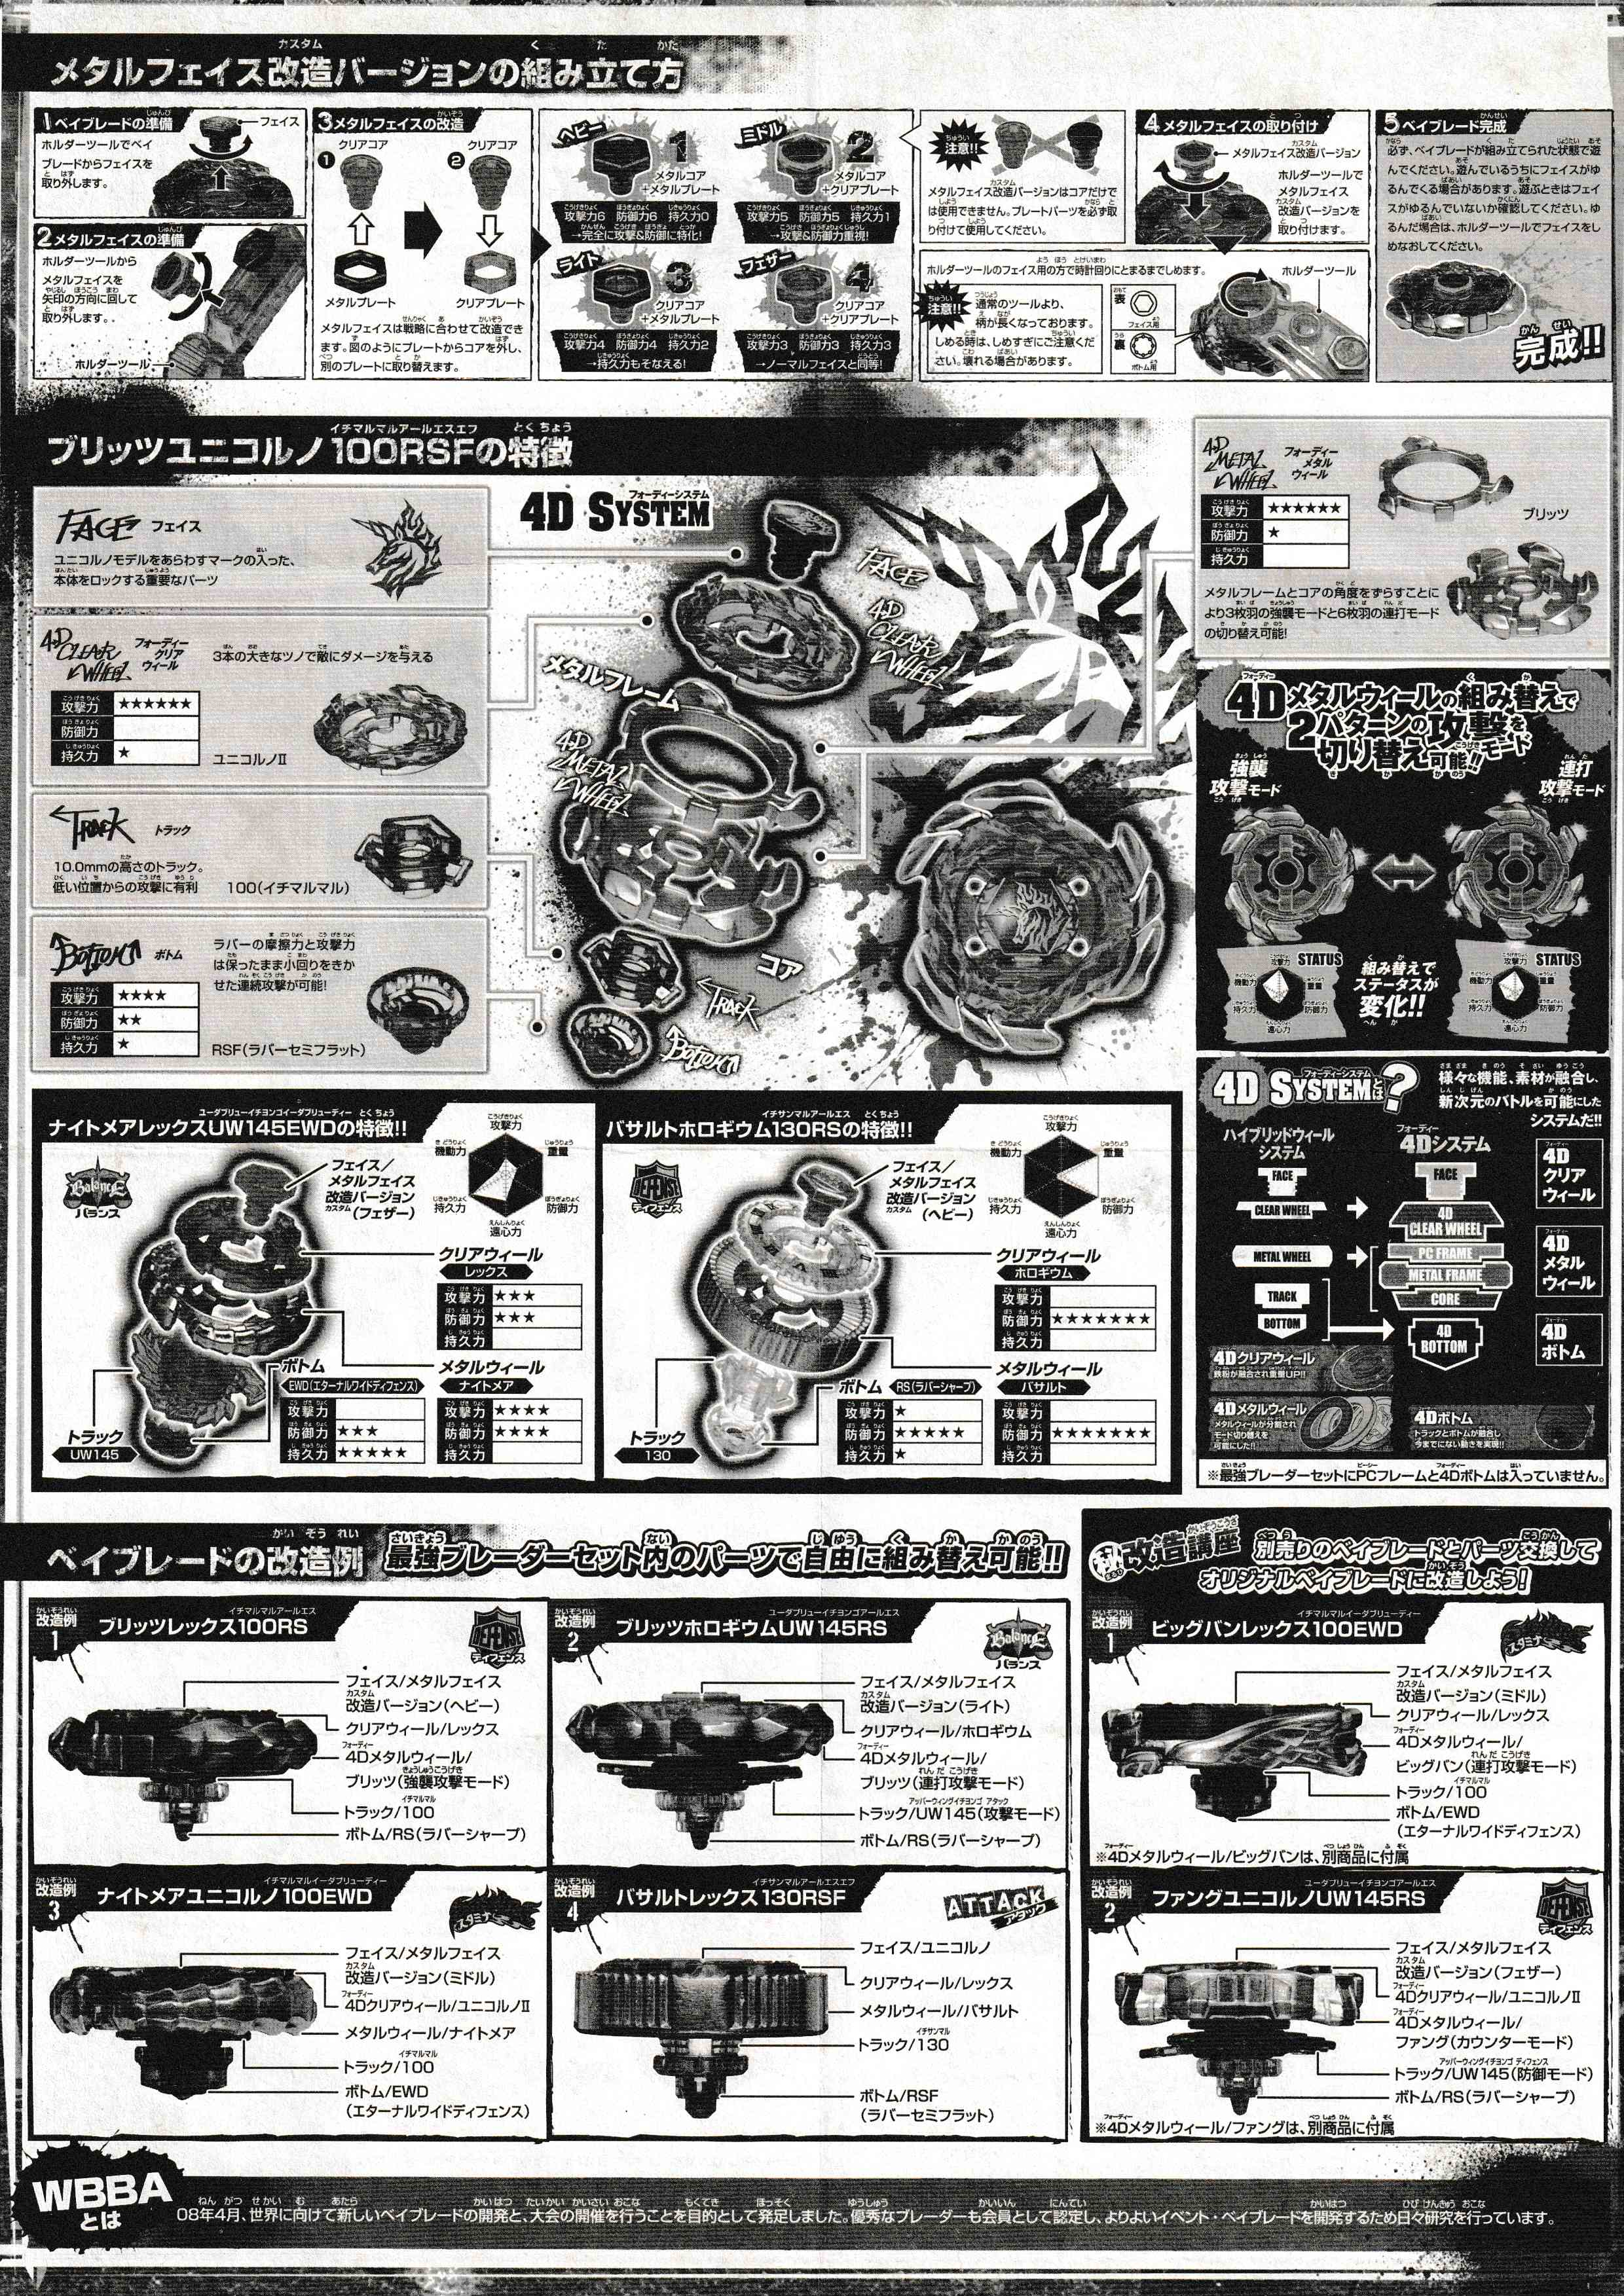 メタルフェイス改造バージョンの組み立て方
1 ベイブレードの準備
フェイス
ホルダーツールでベイ
ブレードからフェイスを
取り外します。
2 メタルフェイスの準備
ホルダーツールから
メタルフェイスを
矢印の方向に回して
取り外します。
ホルダーツール
3 メタルフェイスの改造
❶
クリアコア
❷
クリアコア
メタルプレート
クリアプレート
メタルフェイスは戦略に合わせて改造でき
ます。図のようにプレートからコアを外し、
別のプレートに取り替えます。
ヘビー
1
メタルコア
+メタルプレート
攻撃力6 防御力6 持久力0
→完全に攻撃&防御に特化!
ミドル
2
メタルコア
+クリアプレート
攻撃力5 防御力5 持久力1
→攻撃&防御力重視!
ライト
3
クリアコア
+メタルプレート
攻撃力4 防御力4 持久力2
→持久力もそなえる!
フェザー
4
クリアコア
+クリアプレート
攻撃力3 防御力3 持久力3
→ノーマルフェイスと同等!
注意!!
メタルフェイス改造バージョンはコアだけで
は使用できません。プレートパーツを必ず取
り付けて使用してください。
4 メタルフェイスの取り付け
メタルフェイス改造バージョン
ホルダーツールで
メタルフェイス
改造バージョンを
取り付けます。
ホルダーツールのフェイス用の方で時計回りにとまるまでしめます。
注意!!
通常のツールより、
柄が長くなっております。
しめる時は、しめすぎにご注意くだ
さい。壊れる場合があります。
表
フェイス用
裏
ボトム用
ホルダーツール
5 ベイブレード完成
必ず、ベイブレードが組み立てられた状態で遊
んでください。遊んでいるうちにフェイスがゆ
るんでくる場合があります。遊ぶときはフェイ
スがゆるんでいないか確認してください。ゆ
るんだ場合は、ホルダーツールでフェイスをし
めなおしてください。
完成!!
ブリッツユニコルノ100RSFの特徴
FACE フェイス
ユニコルノモデルをあらわすマークの入った、
本体をロックする重要なパーツ
4D CLEAR WHEEL フォーディークリアウィール
3本の大きなツノで敵にダメージを与える
攻撃力 ★★★★★★
防御力
持久力 ★
ユニコルノⅡ
TRACK トラック
10.0mmの高さのトラック。
低い位置からの攻撃に有利
100(イチマルマル)
BOTTOM ボトム
ラバーの摩擦力と攻撃力
は保ったまま小回りをきか
せた連続攻撃が可能!
攻撃力 ★★★★
防御力 ★★
持久力 ★
RSF(ラバーセミフラット)
フォーディーシステム
4D SYSTEM
FACE
4D CLEAR WHEEL
メタルフレーム
4D METAL WHEEL
コア
TRACK
BOTTOM
4D METAL WHEEL フォーディーメタルウィール
攻撃力 ★★★★★★
防御力 ★
持久力
ブリッツ
メタルフレームとコアの角度をずらすことに
より3枚羽の強襲モードと6枚羽の連打モード
の切り替え可能!
4Dメタルウィールの組み替えで
2パターンの攻撃モードを
切り替え可能!!
強襲
攻撃モード
連打
攻撃モード
STATUS
攻撃力
重量
防御力
遠心力
持久力
機動力
組み替えで
ステータスが
変化!!
STATUS
攻撃力
重量
防御力
遠心力
持久力
機動力
4D SYSTEMとは?
様々な機能、素材が融合し、
新次元のバトルを可能にした
システムだ!!
ハイブリッドウィール
システム
4Dシステム
FACE
CLEAR WHEEL
METAL WHEEL
TRACK
BOTTOM
FACE
4D
CLEAR WHEEL
PC FRAME
METAL FRAME
CORE
4D
BOTTOM
4D
クリア
ウィール
4D
メタル
ウィール
4D
ボトム
4Dクリアウィール
鉄粉が融合され重量UP!!
4Dメタルウィール
メタルウィールが分割され
モード切り替えを
可能にした!!
4Dボトム
トラックとボトムが融合し
今までにない動きを実現!!
※最強ブレーダーセットにPCフレームと4Dボトムは入っていません。
ナイトメアレックスUW145EWDの特徴!!
Balance
バランス
フェイス/
メタルフェイス
改造バージョン
(フェザー)
攻撃力
重量
防御力
遠心力
持久力
機動力
クリアウィール
レックス
攻撃力 ★★★
防御力 ★★★
持久力
メタルウィール
ナイトメア
攻撃力 ★★★★
防御力 ★★★★
持久力
ボトム
EWD(エターナルワイドディフェンス)
攻撃力
防御力 ★★★
持久力 ★★★★★
トラック
UW145
バサルトホロギウム130RSの特徴!!
DEFENSE
ディフェンス
フェイス/
メタルフェイス
改造バージョン
(ヘビー)
攻撃力
重量
防御力
遠心力
持久力
機動力
クリアウィール
ホロギウム
攻撃力
防御力 ★★★★★★★
持久力
メタルウィール
バサルト
攻撃力
防御力 ★★★★★★★
持久力
ボトム RS(ラバーシャープ)
攻撃力 ★
防御力 ★★★★★
持久力 ★
トラック
130
ベイブレードの改造例 最強ブレーダーセット内のパーツで自由に組み替え可能!!
改造例1 ブリッツレックス100RS
DEFENSE
ディフェンス
フェイス/メタルフェイス
改造バージョン(ヘビー)
クリアウィール/レックス
4Dメタルウィール/
ブリッツ(強襲攻撃モード)
トラック/100
ボトム/RS(ラバーシャープ)
改造例2 ブリッツホロギウムUW145RS
Balance
バランス
フェイス/メタルフェイス
改造バージョン(ライト)
クリアウィール/ホロギウム
4Dメタルウィール/
ブリッツ(連打攻撃モード)
トラック/UW145(攻撃モード)
ボトム/RS(ラバーシャープ)
改造例3 ナイトメアユニコルノ100EWD
スタミナ
フェイス/メタルフェイス
改造バージョン(ミドル)
4Dクリアウィール/ユニコルノⅡ
メタルウィール/ナイトメア
トラック/100
ボトム/EWD
(エターナルワイドディフェンス)
改造例4 バサルトレックス130RSF
ATTACK
アタック
フェイス/ユニコルノ
クリアウィール/レックス
メタルウィール/バサルト
トラック/130
ボトム/RSF
(ラバーセミフラット)
㊙改造講座 別売りのベイブレードとパーツ交換して
オリジナルベイブレードに改造しよう!
改造例1 ビッグバンレックス100EWD
スタミナ
フェイス/メタルフェイス
改造バージョン(ミドル)
クリアウィール/レックス
4Dメタルウィール/
ビッグバン(連打攻撃モード)
トラック/100
ボトム/EWD
(エターナルワイドディフェンス)
※4Dメタルウィール/ビッグバンは、別商品に付属
改造例2 ファングユニコルノUW145RS
DEFENSE
ディフェンス
フェイス/メタルフェイス
改造バージョン(フェザー)
4Dクリアウィール/ユニコルノⅡ
4Dメタルウィール/
ファング(カウンターモード)
トラック/UW145(防御モード)
ボトム/RS(ラバーシャープ)
※4Dメタルウィール/ファングは、別商品に付属
WBBA
とは
08年4月、世界に向けて新しいベイブレードの開発と、大会の開催を行うことを目的として発足しました。優秀なブレーダーも会員として認定し、よりよいイベント・ベイブレードを開発するため日々研究を行っています。